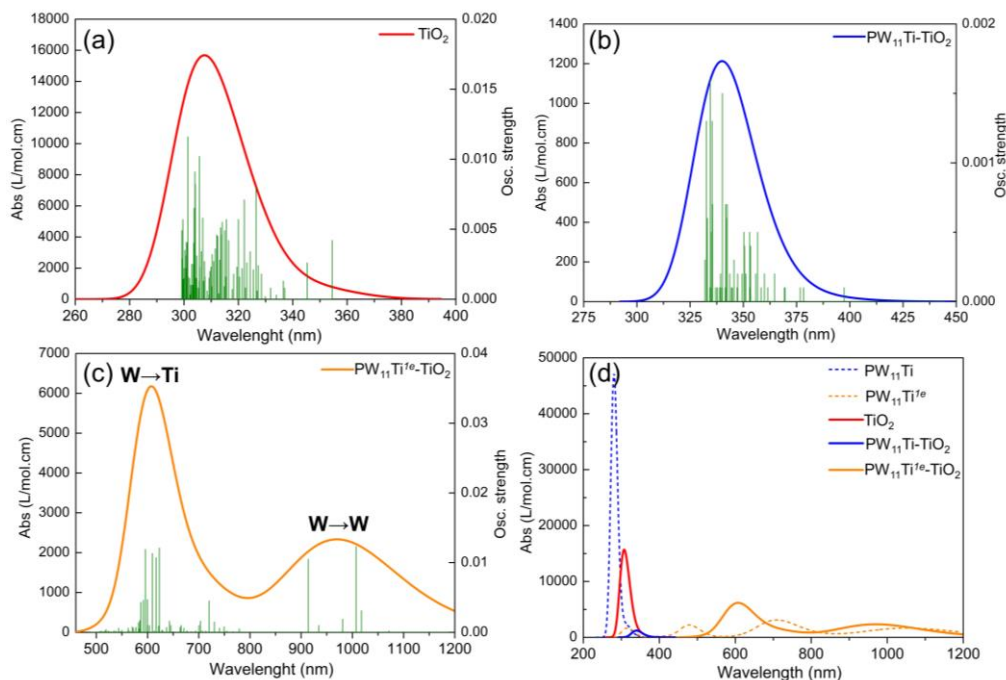 (a)
TiO₂
18000
16000
14000
12000
10000
8000
6000
4000
2000
0
Abs (L/mol.cm)
0.020
0.015
0.010
0.005
0.000
Osc. strength
260 280 300 320 340 360 380 400
Wavelenght (nm)
(b)
PW₁₁Ti-TiO₂
1400
1200
1000
800
600
400
200
0
Abs (L/mol.cm)
0.002
0.001
0.000
Osc. strength
275 300 325 350 375 400 425 450
Wavelenght (nm)
(c)
W→Ti
PW₁₁Ti¹ᵉ-TiO₂
W→W
7000
6000
5000
4000
3000
2000
1000
0
Abs (L/mol.cm)
0.04
0.03
0.02
0.01
0.00
Osc. strength
500 600 700 800 900 1000 1100 1200
Wavelenght (nm)
(d)
PW₁₁Ti
PW₁₁Ti¹ᵉ
TiO₂
PW₁₁Ti-TiO₂
PW₁₁Ti¹ᵉ-TiO₂
50000
40000
30000
20000
10000
0
Abs (L/mol.cm)
200 400 600 800 1000 1200
Wavelength (nm)